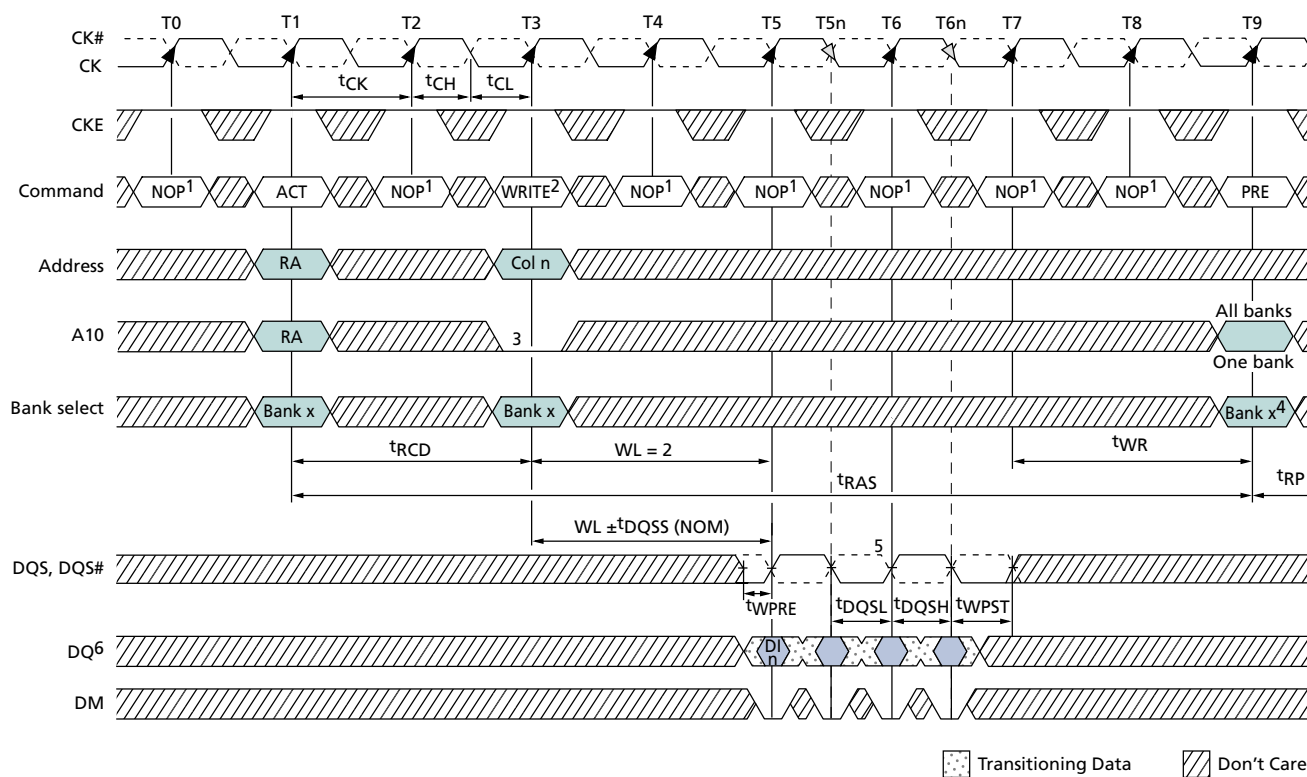 T0 T1 T2 T3 T4 T5 T5n T6 T6n T7 T8 T9
CK#
CK
tCK tCH tCL
CKE
Command NOP1 ACT NOP1 WRITE2 NOP1 NOP1 NOP1 NOP1 NOP1 PRE
Address RA Col n
All banks
A10 RA 3
One bank
Bank select Bank x Bank x Bank x4
tRCD WL = 2 tWR
tRAS tRP
WL ±tDQSS (NOM)
5
DQS, DQS#
tWPRE tDQSL tDQSH tWPST
DQ6 DI n
DM
Transitioning Data Don't Care